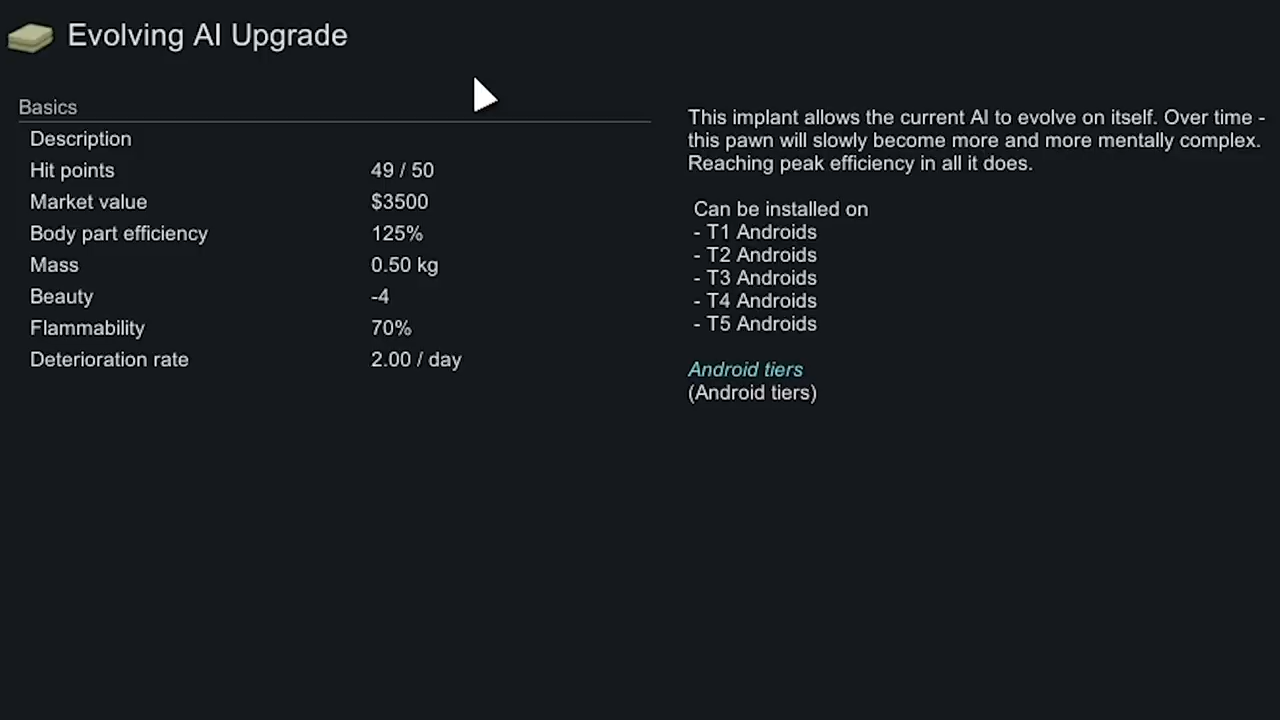 Evolving AI Upgrade
Basics
Description
Hit points 49 / 50
Market value $3500
Body part efficiency 125%
Mass 0.50 kg
Beauty -4
Flammability 70%
Deterioration rate 2.00 / day
This implant allows the current AI to evolve on itself. Over time -
this pawn will slowly become more and more mentally complex.
Reaching peak efficiency in all it does.
Can be installed on
- T1 Androids
- T2 Androids
- T3 Androids
- T4 Androids
- T5 Androids
Android tiers
(Android tiers)